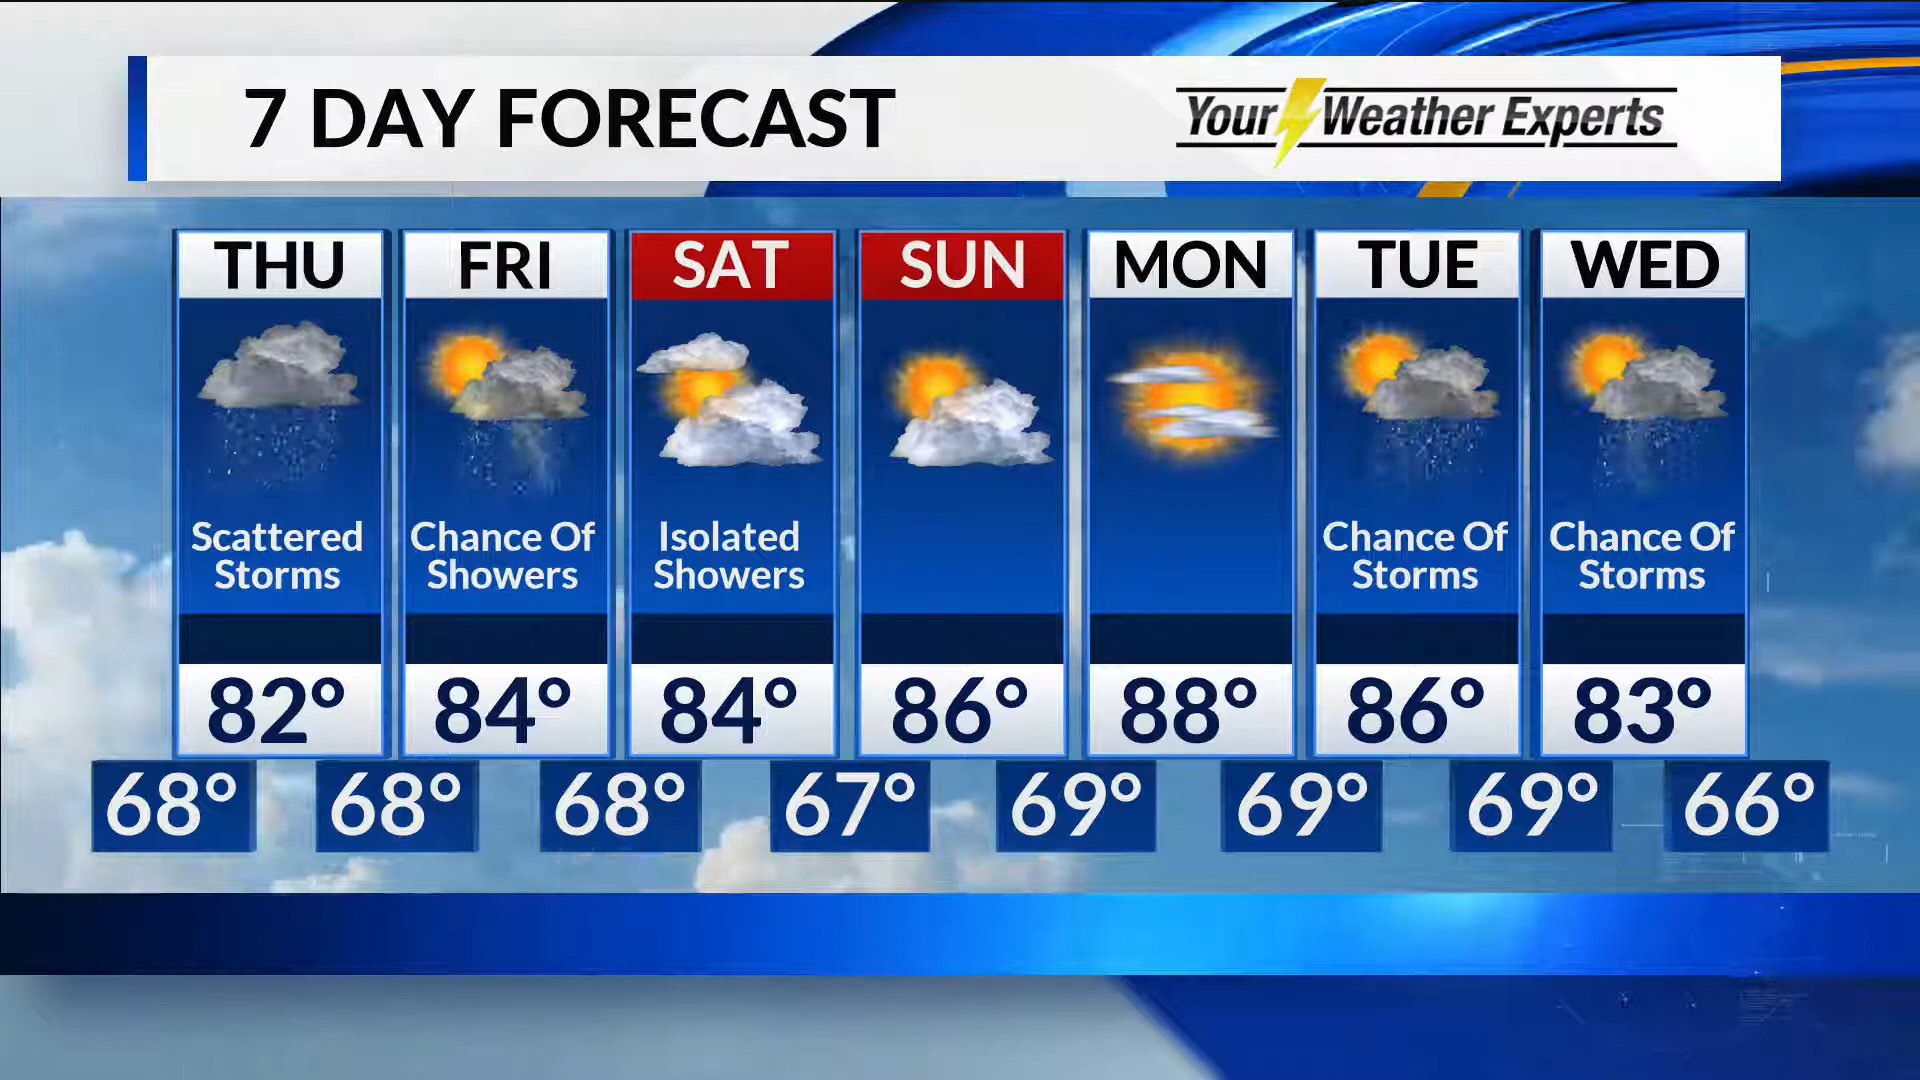 7 DAY FORECAST
Your Weather Experts
THU FRI SAT SUN MON TUE WED
Scattered Storms
Chance Of Showers
Isolated Showers
Chance Of Storms
Chance Of Storms
82° 84° 84° 86° 88° 86° 83°
68° 68° 68° 67° 69° 69° 69° 66°